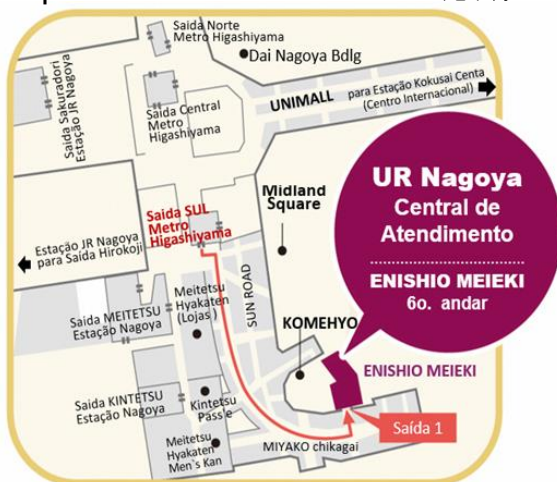 Saida Norte
Metro Higashiyama
Dai Nagoya Bdlg
Saida Sakuradori
Estação JR Nagoya
Saida Central
Metro
Higashiyama
UNIMALL
para Estação Kokusai Centa
(Centro Internacional)
UR Nagoya
Central de
Atendimento
ENISHIO MEIEKI
6o. andar
Midland
Square
Saida SUL
Metro
Higashiyama
Estação JR Nagoya
para Saída Hirokoji
SUN ROAD
Saida MEITETSU
Estação Nagoya
Meitetsu
Hyakaten
(Lojas )
KOMEHYO
ENISHIO MEIEKI
Saida KINTETSU
Estação Nagoya
Kintetsu
Pass'e
Saída 1
Meitetsu
Hyakaten
Men`s Kan
MIYAKO chikagai